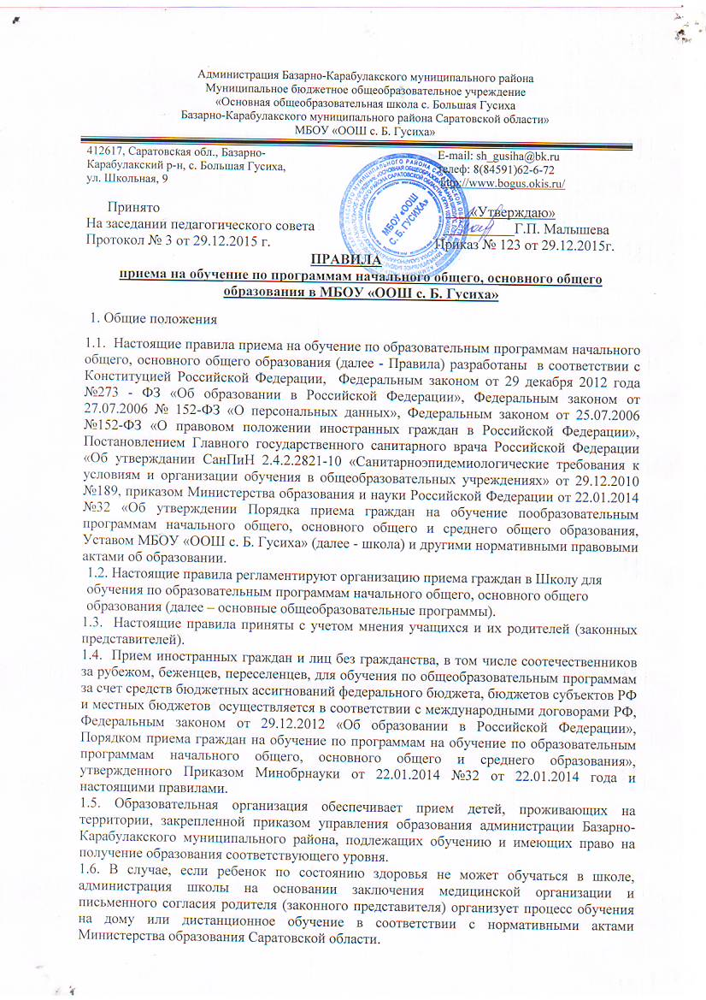 Администрация Базарно-Карабулакского муниципального района
Муниципальное бюджетное общеобразовательное учреждение
«Основная общеобразовательная школа с. Большая Гусиха
Базарно-Карабулакского муниципального района Саратовской области»
МБОУ «ООШ с. Б. Гусиха»
412617, Саратовская обл., Базарно-
Карабулакский р-н, с. Большая Гусиха,
ул. Школьная, 9
E-mail: sh_gusiha@bk.ru
телеф: 8(84591)62-6-72
http://www.bogus.okis.ru/
МБОУ «ООШ
С. Б. ГУСИХА»
Принято
На заседании педагогического совета
Протокол № 3 от 29.12.2015 г.
«Утверждаю»
Г.П. Малышева
Приказ № 123 от 29.12.2015г.
ПРАВИЛА
приема на обучение по программам начального общего, основного общего
образования в МБОУ «ООШ с. Б. Гусиха»
1. Общие положения
1.1. Настоящие правила приема на обучение по образовательным программам начального
общего, основного общего образования (далее - Правила) разработаны в соответствии с
Конституцией Российской Федерации, Федеральным законом от 29 декабря 2012 года
№273 - ФЗ «Об образовании в Российской Федерации», Федеральным законом от
27.07.2006 № 152-ФЗ «О персональных данных», Федеральным законом от 25.07.2006
№152-ФЗ «О правовом положении иностранных граждан в Российской Федерации»,
Постановлением Главного государственного санитарного врача Российской Федерации
«Об утверждании СанПиН 2.4.2.2821-10 «Санитарноэпидемиологические требования к
условиям и организации обучения в общеобразовательных учреждениях» от 29.12.2010
№189, приказом Министерства образования и науки Российской Федерации от 22.01.2014
№32 «Об утверждении Порядка приема граждан на обучение пообразовательным
программам начального общего, основного общего и среднего общего образования,
Уставом МБОУ «ООШ с. Б. Гусиха» (далее - школа) и другими нормативными правовыми
актами об образовании.
1.2. Настоящие правила регламентируют организацию приема граждан в Школу для
обучения по образовательным программам начального общего, основного общего
образования (далее – основные общеобразовательные программы).
1.3. Настоящие правила приняты с учетом мнения учащихся и их родителей (законных
представителей).
1.4. Прием иностранных граждан и лиц без гражданства, в том числе соотечественников
за рубежом, беженцев, переселенцев, для обучения по общеобразовательным программам
за счет средств бюджетных ассигнований федерального бюджета, бюджетов субъектов РФ
и местных бюджетов осуществляется в соответствии с международными договорами РФ,
Федеральным законом от 29.12.2012 «Об образовании в Российской Федерации»,
Порядком приема граждан на обучение по программам на обучение по образовательным
программам начального общего, основного общего и среднего образования»,
утвержденного Приказом Минобрнауки от 22.01.2014 №32 от 22.01.2014 года и
настоящими правилами.
1.5. Образовательная организация обеспечивает прием детей, проживающих на
территории, закрепленной приказом управления образования администрации Базарно-
Карабулакского муниципального района, подлежащих обучению и имеющих право на
получение образования соответствующего уровня.
1.6. В случае, если ребенок по состоянию здоровья не может обучаться в школе,
администрация школы на основании заключения медицинской организации и
письменного согласия родителя (законного представителя) организует процесс обучения
на дому или дистанционное обучение в соответствии с нормативными актами
Министерства образования Саратовской области.